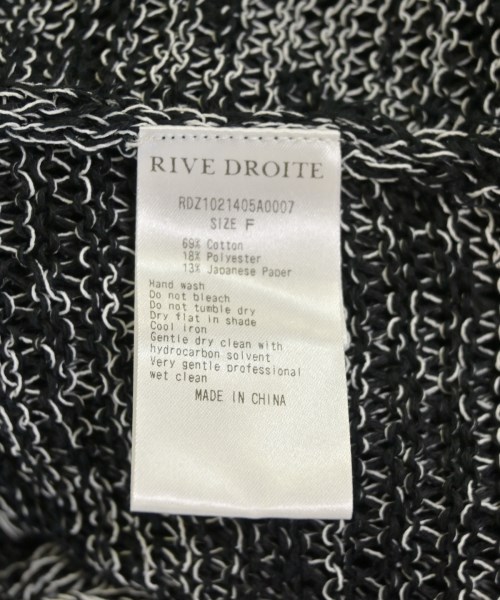 RIVE DROITE
RDZ1021405A0007
SIZE F
69% Cotton
18% Polyester
13% Japanese Paper
Hand wash
Do not bleach
Do not tumble dry
Dry flat in shade
Cool iron
Gentle dry clean with
hydrocarbon solvent
Very gentle professional
wet clean
MADE IN CHINA